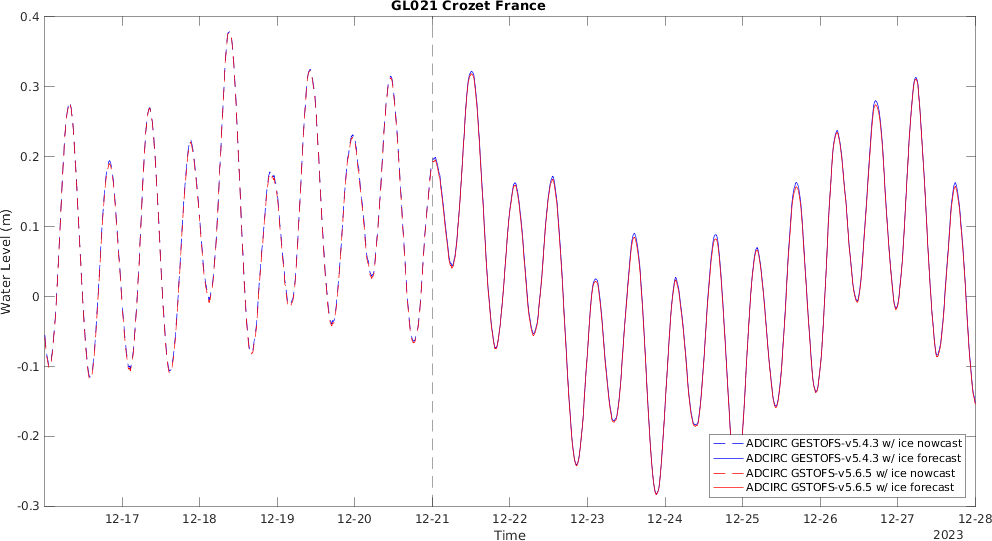 GL021 Crozet France
0.4
0.3
0.2
0.1
0
-0.1
-0.2
-0.3
Water Level (m)
ADCIRC GESTOFS-v5.4.3 w/ ice nowcast
ADCIRC GESTOFS-v5.4.3 w/ ice forecast
ADCIRC GSTOFS-v5.6.5 w/ ice nowcast
ADCIRC GSTOFS-v5.6.5 w/ ice forecast
12-17 12-18 12-19 12-20 12-21 12-22 12-23 12-24 12-25 12-26 12-27 12-28
Time
2023